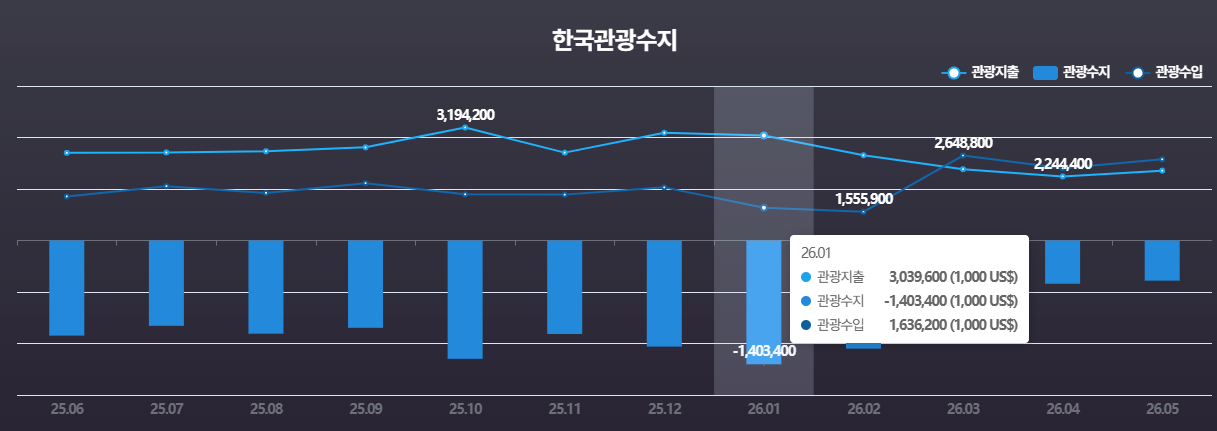 한국관광수지
관광지출 관광수지 관광수입
3,194,200
2,648,800
2,244,400
1,555,900
26.01
관광지출 3,039,600 (1,000 US$)
관광수지 -1,403,400 (1,000 US$)
관광수입 1,636,200 (1,000 US$)
-1,403,400
25.06 25.07 25.08 25.09 25.10 25.11 25.12 26.01 26.02 26.03 26.04 26.05